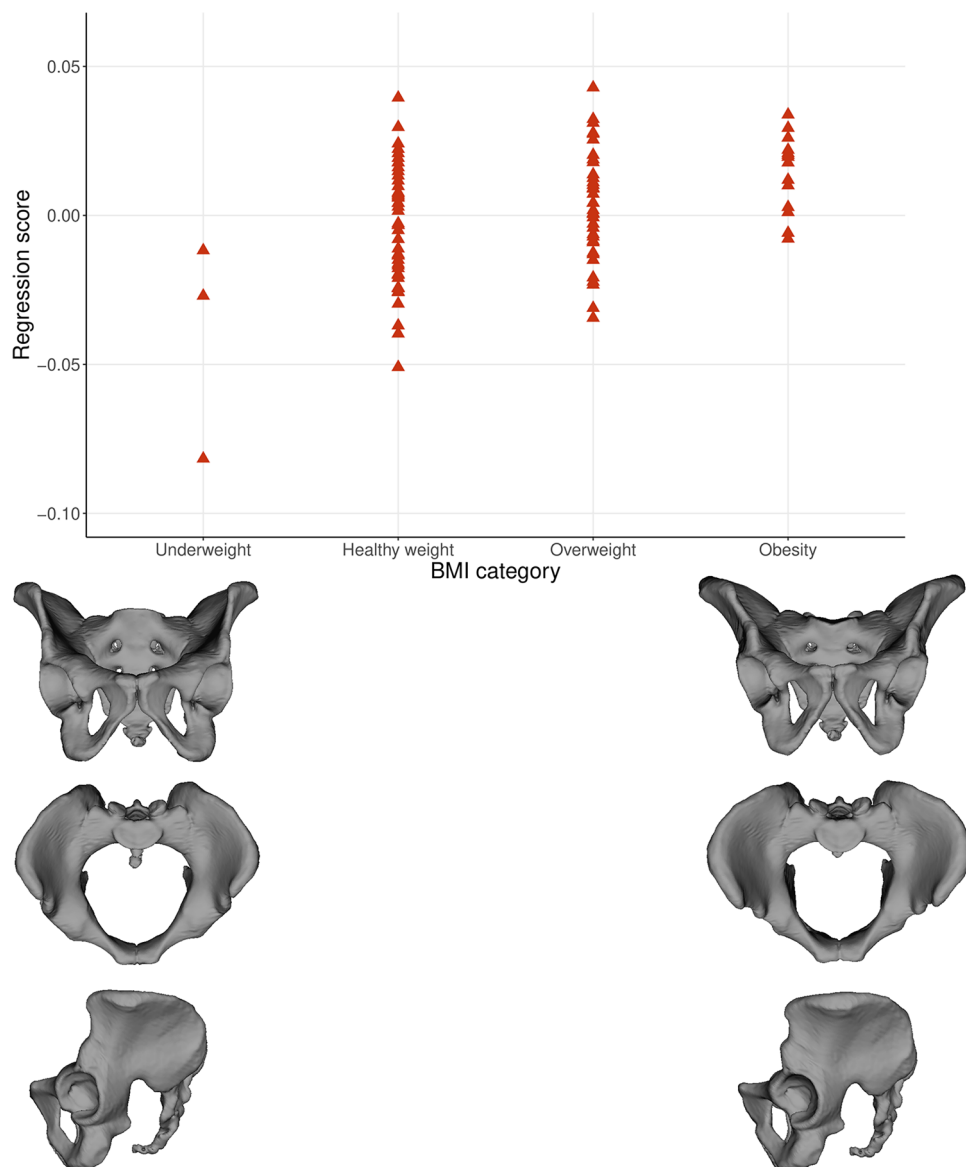 0.05
0.00
−0.05
−0.10
Regression score
Underweight Healthy weight Overweight Obesity
BMI category